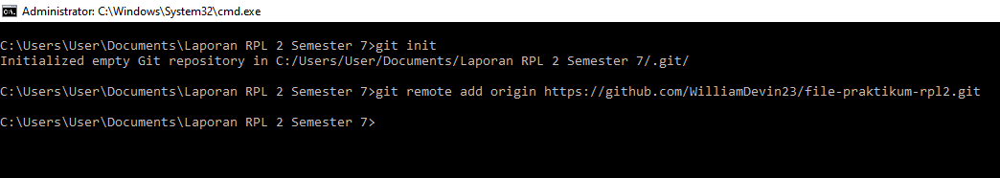 Administrator: C:\Windows\System32\cmd.exe
C:\Users\User\Documents\Laporan RPL 2 Semester 7>git init
Initialized empty Git repository in C:/Users/User/Documents/Laporan RPL 2 Semester 7/.git/
C:\Users\User\Documents\Laporan RPL 2 Semester 7>git remote add origin https://github.com/WilliamDevin23/file-praktikum-rpl2.git
C:\Users\User\Documents\Laporan RPL 2 Semester 7>